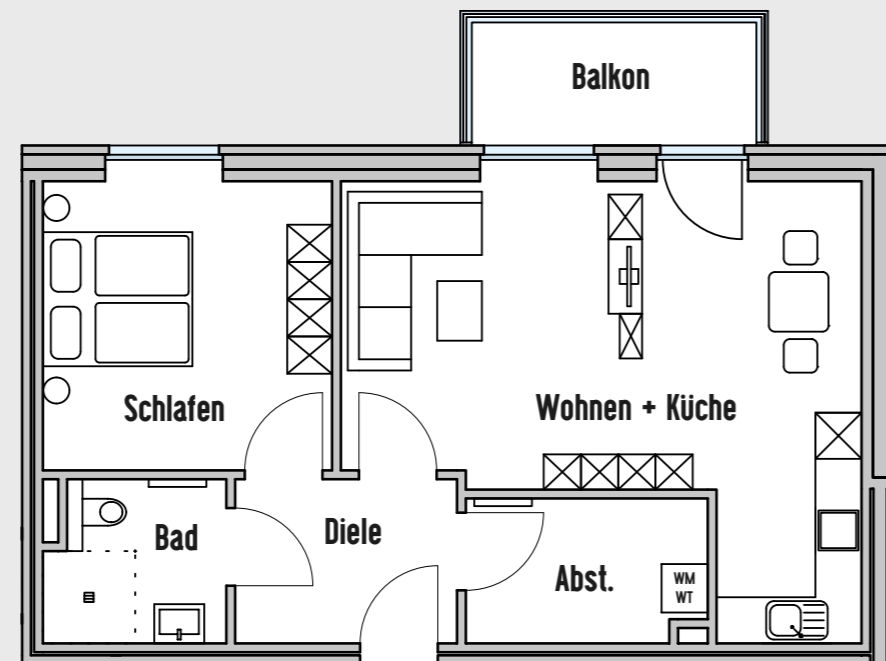 Balkon
Schlafen
Wohnen + Küche
Bad
Diele
Abst.
WM
WT